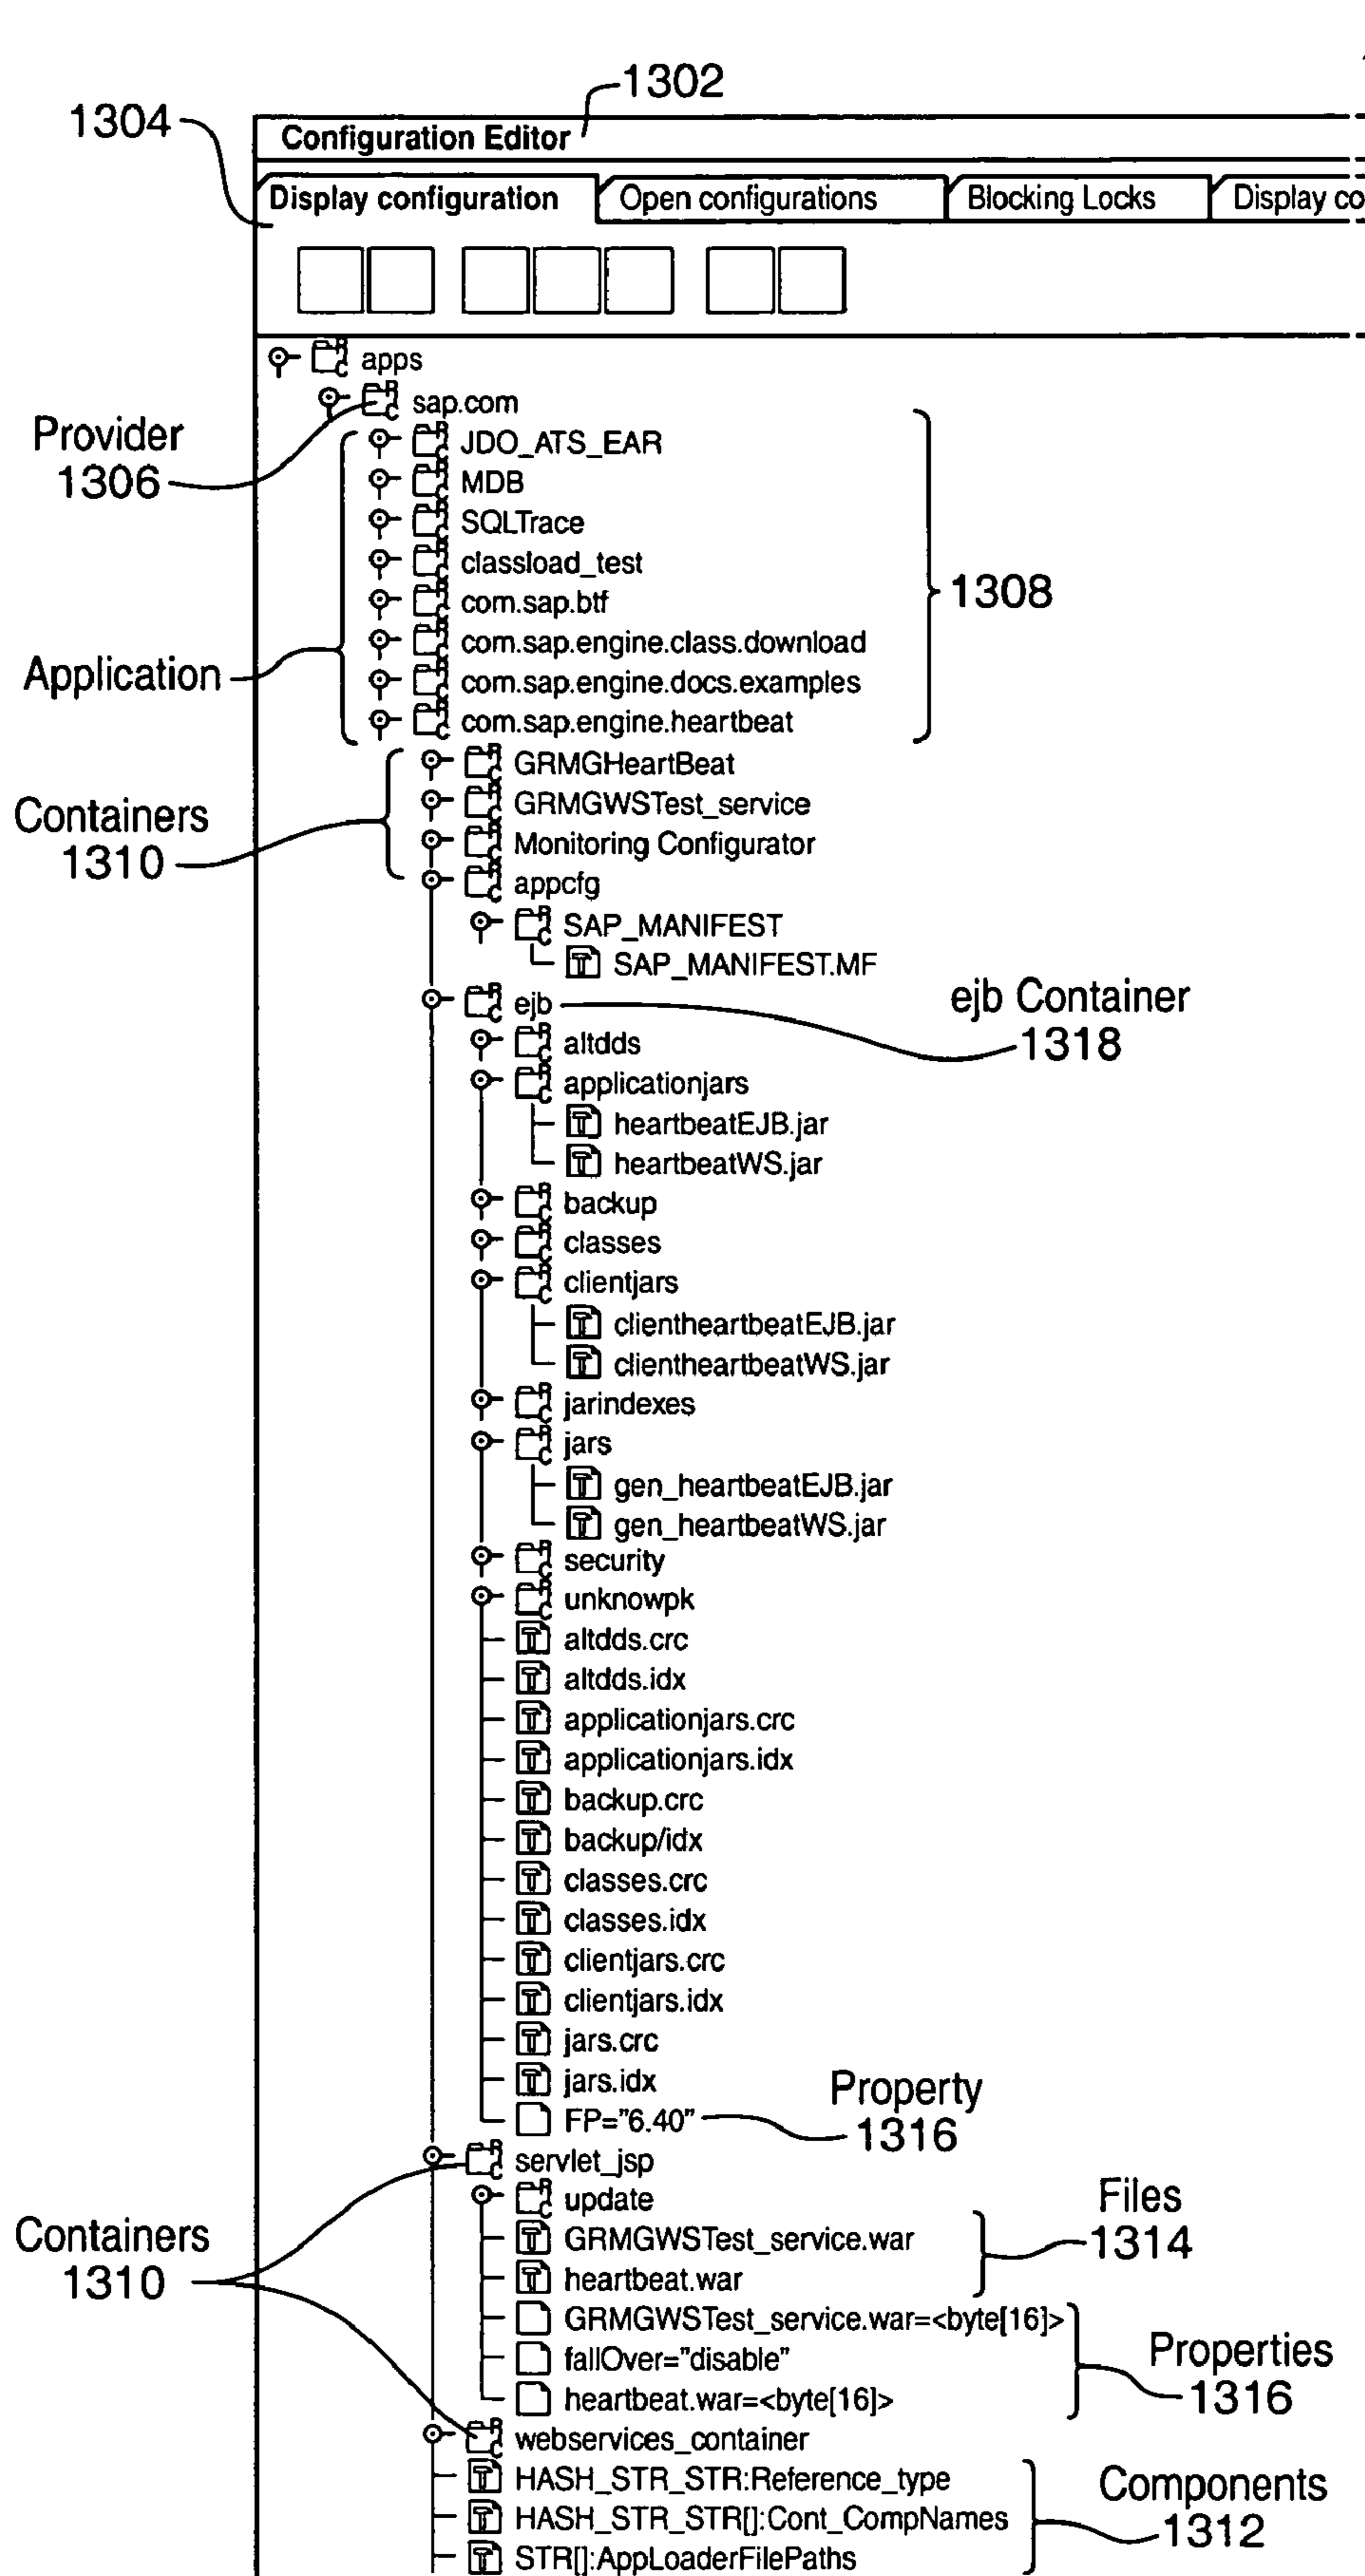 1302
1304
Configuration Editor
Display configuration
Open configurations
Blocking Locks
Display co
apps
sap.com
Provider
1306
JDO_ATS_EAR
MDB
SQLTrace
classload_test
com.sap.btf
com.sap.engine.class.download
com.sap.engine.docs.examples
com.sap.engine.heartbeat
1308
Application
GRMGHeartBeat
GRMGWSTest_service
Monitoring Configurator
appcfg
Containers
1310
SAP_MANIFEST
SAP_MANIFEST.MF
ejb
ejb Container
1318
altdds
applicationjars
heartbeatEJB.jar
heartbeatWS.jar
backup
classes
clientjars
clientheartbeatEJB.jar
clientheartbeatWS.jar
jarindexes
jars
gen_heartbeatEJB.jar
gen_heartbeatWS.jar
security
unknowpk
altdds.crc
altdds.idx
applicationjars.crc
applicationjars.idx
backup.crc
backup/idx
classes.crc
classes.idx
clientjars.crc
clientjars.idx
jars.crc
jars.idx
FP="6.40"
Property
1316
servlet_jsp
update
GRMGWSTest_service.war
heartbeat.war
Files
1314
Containers
1310
GRMGWSTest_service.war=<byte[16]>
fallOver="disable"
heartbeat.war=<byte[16]>
Properties
1316
webservices_container
HASH_STR_STR:Reference_type
HASH_STR_STR[]:Cont_CompNames
STR[]:AppLoaderFilePaths
Components
1312